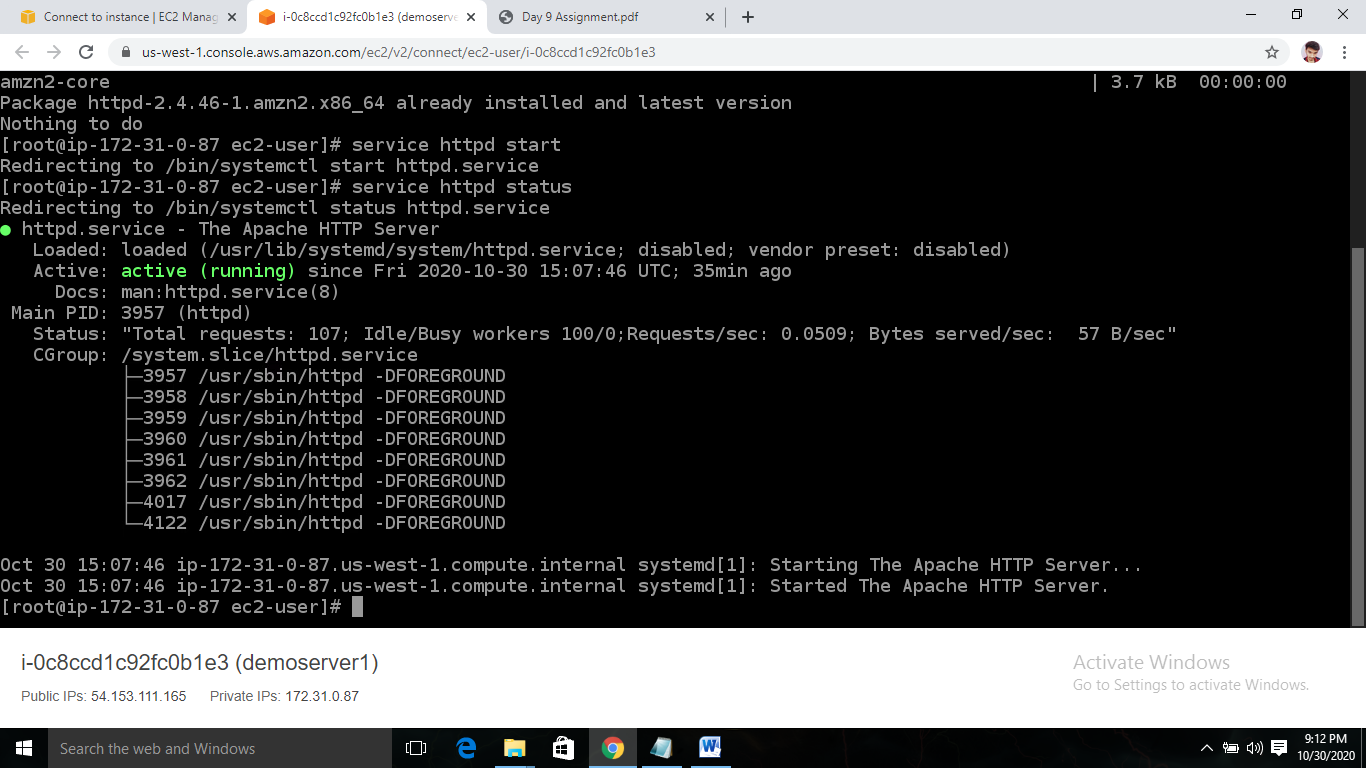 Connect to instance | EC2 Manag
i-0c8ccd1c92fc0b1e3 (demoserve
Day 9 Assignment.pdf
us-west-1.console.aws.amazon.com/ec2/v2/connect/ec2-user/i-0c8ccd1c92fc0b1e3
amzn2-core | 3.7 kB 00:00:00
Package httpd-2.4.46-1.amzn2.x86_64 already installed and latest version
Nothing to do
[root@ip-172-31-0-87 ec2-user]# service httpd start
Redirecting to /bin/systemctl start httpd.service
[root@ip-172-31-0-87 ec2-user]# service httpd status
Redirecting to /bin/systemctl status httpd.service
● httpd.service - The Apache HTTP Server
Loaded: loaded (/usr/lib/systemd/system/httpd.service; disabled; vendor preset: disabled)
Active: active (running) since Fri 2020-10-30 15:07:46 UTC; 35min ago
Docs: man:httpd.service(8)
Main PID: 3957 (httpd)
Status: "Total requests: 107; Idle/Busy workers 100/0;Requests/sec: 0.0509; Bytes served/sec:  57 B/sec"
CGroup: /system.slice/httpd.service
├─3957 /usr/sbin/httpd -DFOREGROUND
├─3958 /usr/sbin/httpd -DFOREGROUND
├─3959 /usr/sbin/httpd -DFOREGROUND
├─3960 /usr/sbin/httpd -DFOREGROUND
├─3961 /usr/sbin/httpd -DFOREGROUND
├─3962 /usr/sbin/httpd -DFOREGROUND
├─4017 /usr/sbin/httpd -DFOREGROUND
└─4122 /usr/sbin/httpd -DFOREGROUND
Oct 30 15:07:46 ip-172-31-0-87.us-west-1.compute.internal systemd[1]: Starting The Apache HTTP Server...
Oct 30 15:07:46 ip-172-31-0-87.us-west-1.compute.internal systemd[1]: Started The Apache HTTP Server.
[root@ip-172-31-0-87 ec2-user]#
i-0c8ccd1c92fc0b1e3 (demoserver1)
Public IPs: 54.153.111.165 Private IPs: 172.31.0.87
Activate Windows
Go to Settings to activate Windows.
Search the web and Windows
9:12 PM
10/30/2020